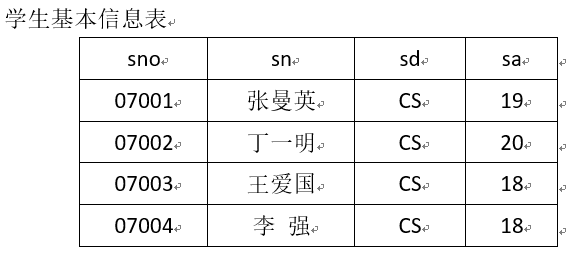 学生基本信息表
sno sn sd sa
07001 张曼英 CS 19
07002 丁一明 CS 20
07003 王爱国 CS 18
07004 李 强 CS 18